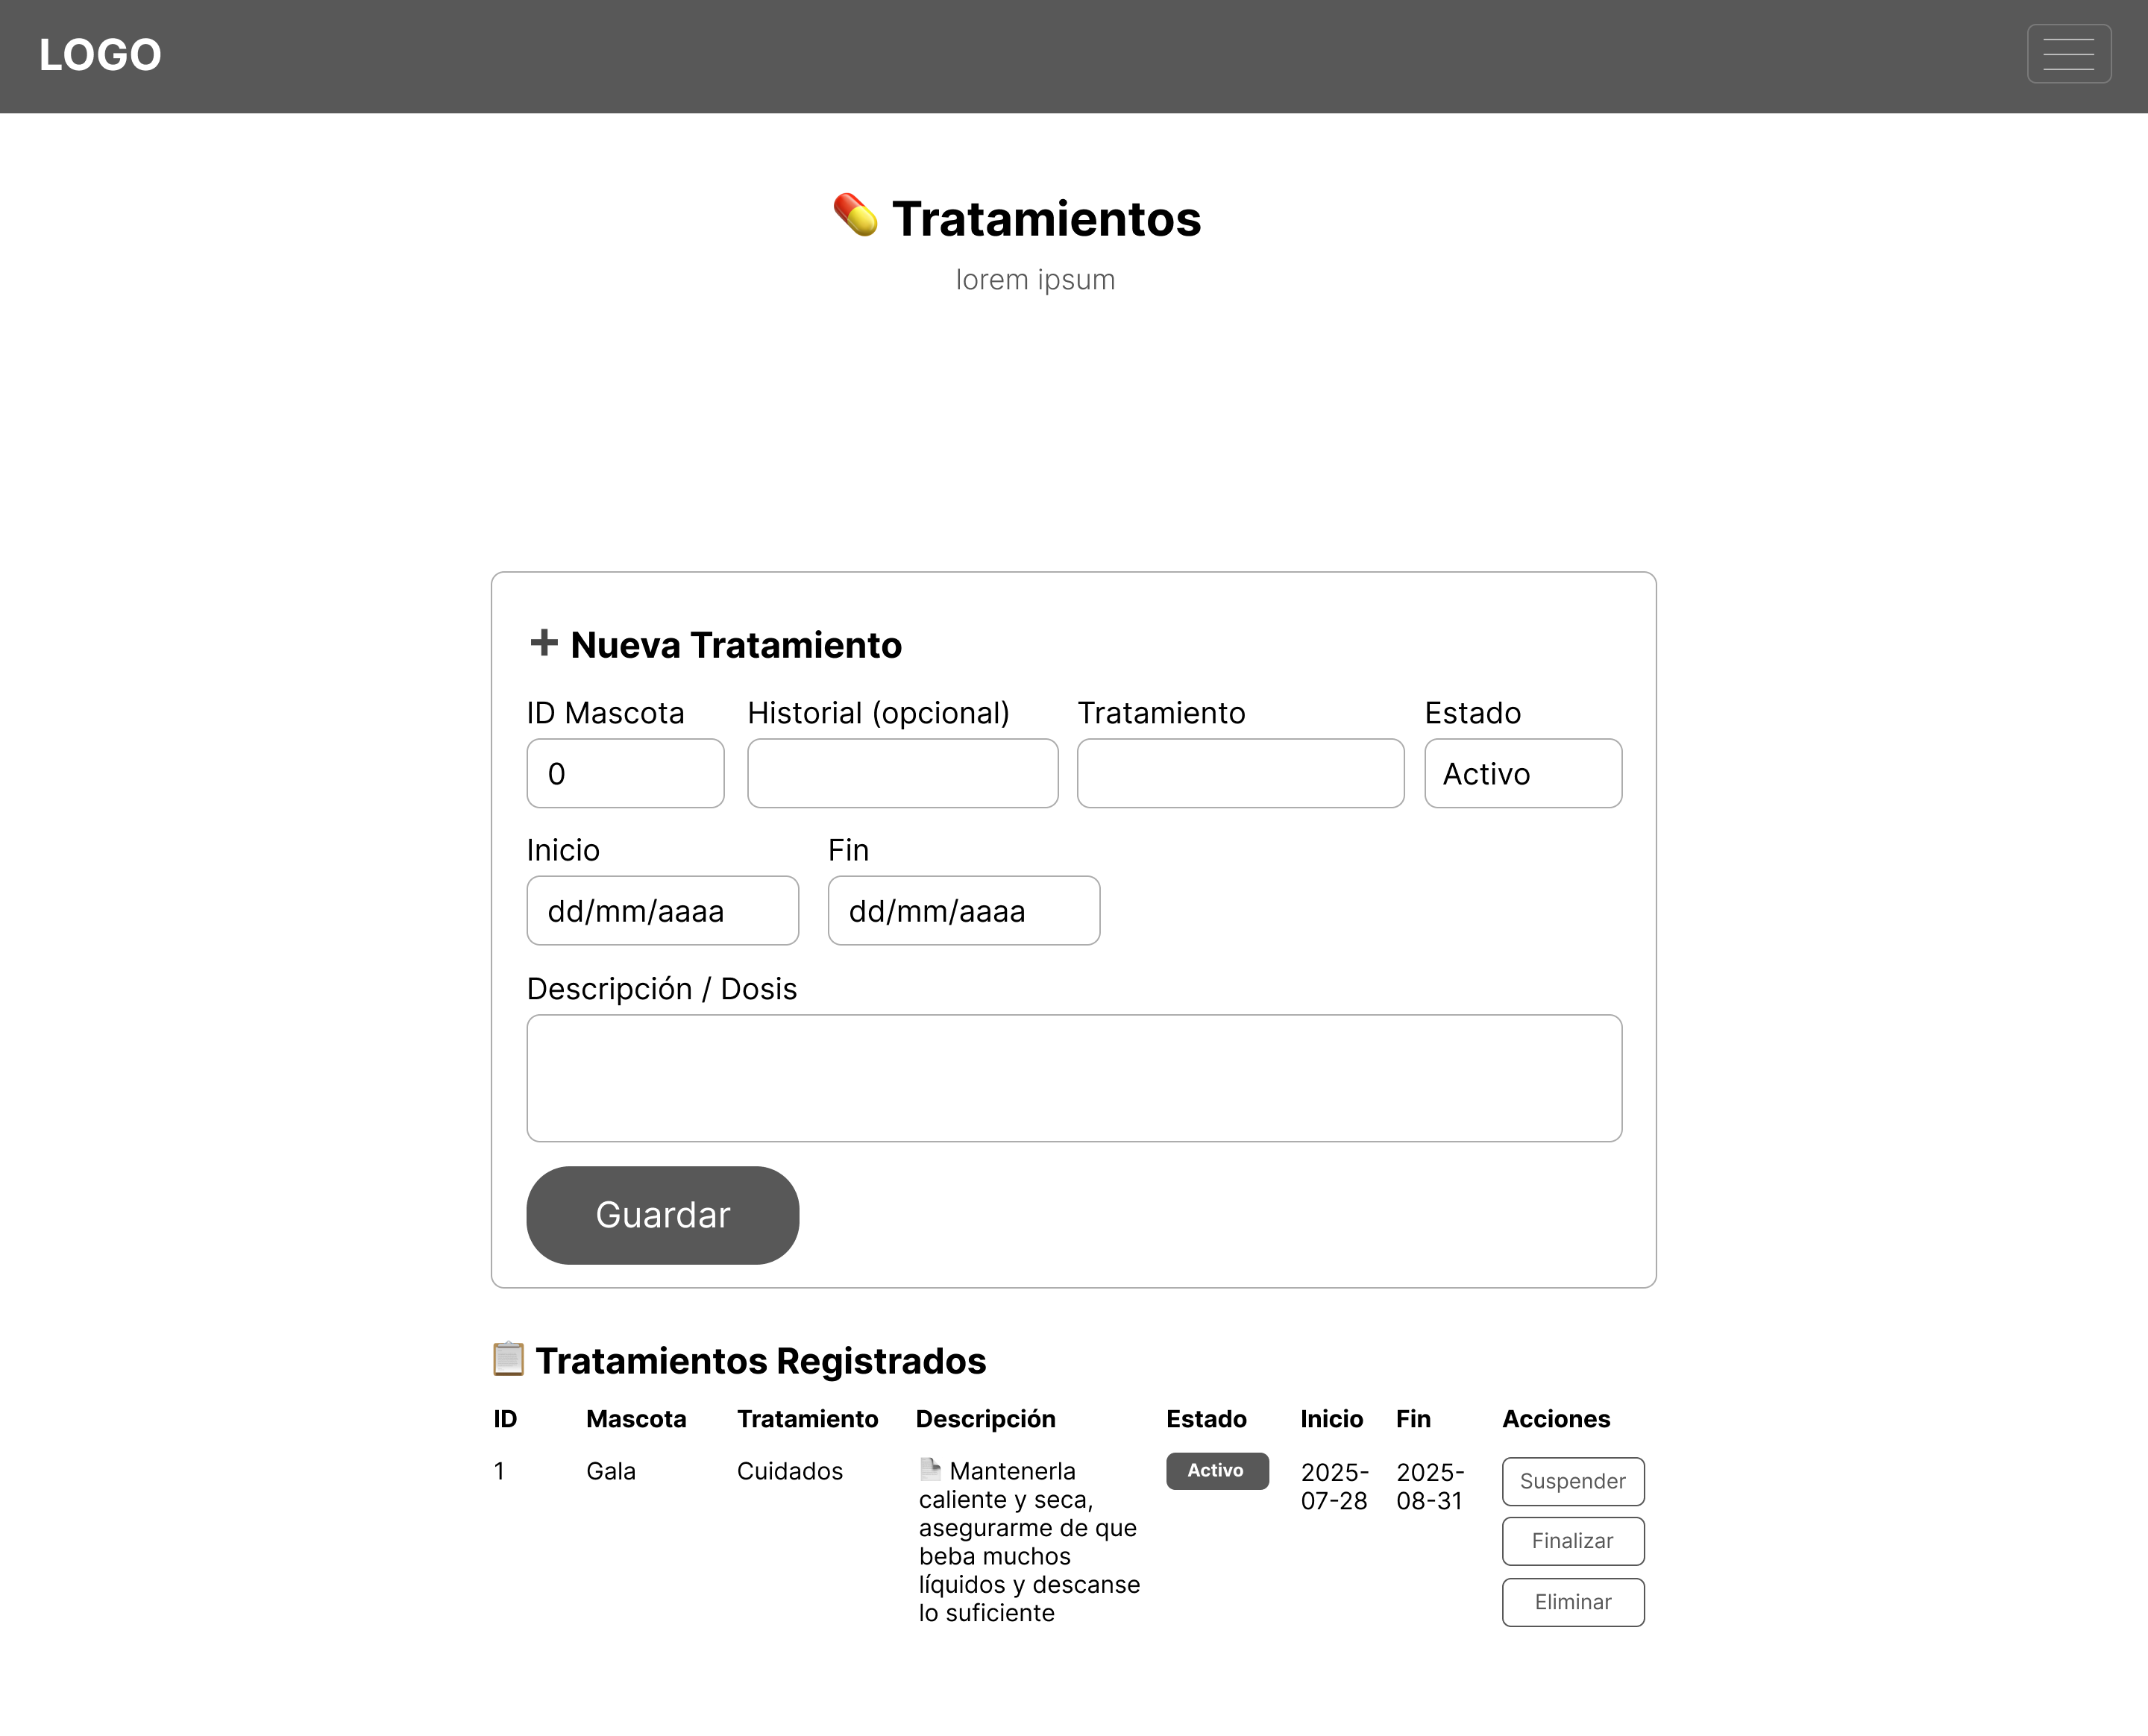 LOGO
💊 Tratamientos
lorem ipsum
➕ Nueva Tratamiento
ID Mascota Historial (opcional) Tratamiento Estado
0 Activo
Inicio Fin
dd/mm/aaaa dd/mm/aaaa
Descripción / Dosis
Guardar
📋 Tratamientos Registrados
ID Mascota Tratamiento Descripción Estado Inicio Fin Acciones
1 Gala Cuidados 📄 Mantenerla
caliente y seca,
asegurarme de que
beba muchos
líquidos y descanse
lo suficiente
Activo
2025-
07-28
2025-
08-31
Suspender
Finalizar
Eliminar